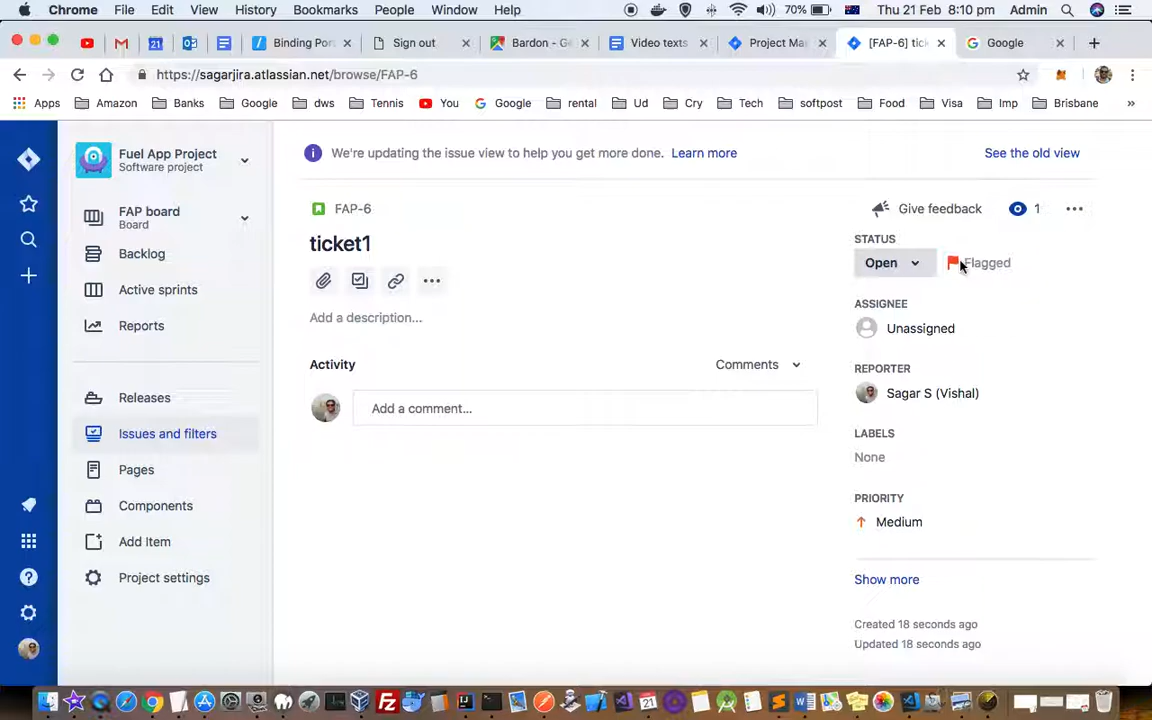 Chrome File Edit View History Bookmarks People Window Help 70% Thu 21 Feb 8:10 pm Admin
Binding Por Sign out Bardon - Ge Video texts Project Ma [FAP-6] tick Google
https://sagarjira.atlassian.net/browse/FAP-6
Apps Amazon Banks Google dws Tennis You Google rental Ud Cry Tech softpost Food Visa Imp Brisbane »
Fuel App Project
Software project
We're updating the issue view to help you get more done. Learn more See the old view
FAP board
Board
Backlog
Active sprints
Reports
Releases
Issues and filters
Pages
Components
Add Item
Project settings
FAP-6
Give feedback 1
ticket1
Add a description...
Activity
Comments
Add a comment...
STATUS
Open Flagged
ASSIGNEE
Unassigned
REPORTER
Sagar S (Vishal)
LABELS
None
PRIORITY
Medium
Show more
Created 18 seconds ago
Updated 18 seconds ago